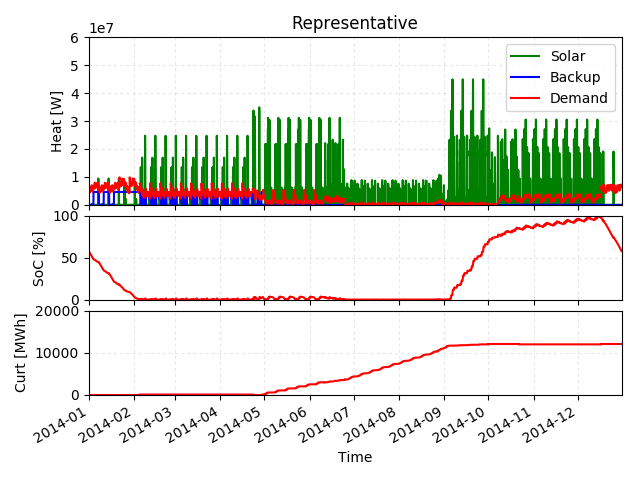 Representative
1e7
6
5
4
3
2
1
0
Heat [W]
Solar
Backup
Demand
100
50
0
SoC [%]
20000
10000
0
Curt [MWh]
2014-01
2014-02
2014-03
2014-04
2014-05
2014-06
2014-07
2014-08
2014-09
2014-10
2014-11
2014-12
Time